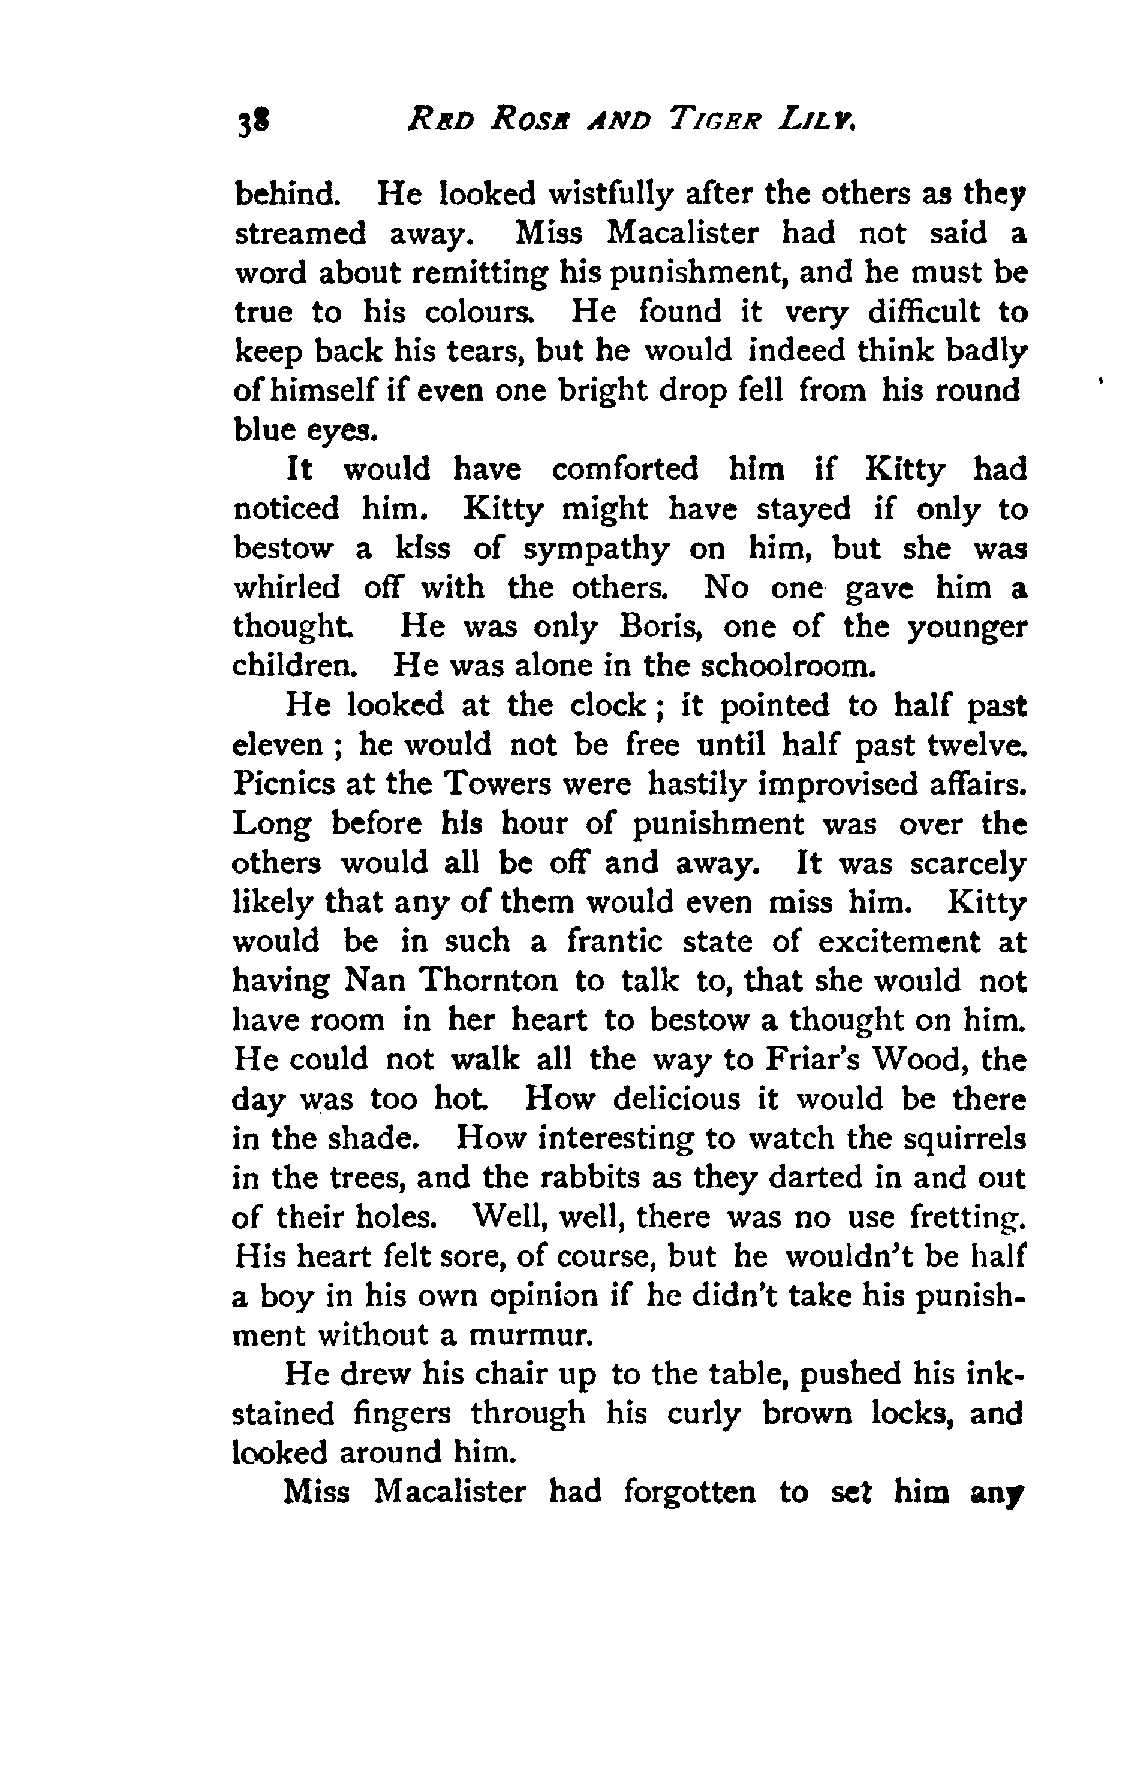 38 RED ROSE AND TIGER LILY.
behind. He looked wistfully after the others as they
streamed away. Miss Macalister had not said a
word about remitting his punishment, and he must be
true to his colours. He found it very difficult to
keep back his tears, but he would indeed think badly
of himself if even one bright drop fell from his round
blue eyes.
It would have comforted him if Kitty had
noticed him. Kitty might have stayed if only to
bestow a kiss of sympathy on him, but she was
whirled off with the others. No one gave him a
thought. He was only Boris, one of the younger
children. He was alone in the schoolroom.
He looked at the clock ; it pointed to half past
eleven ; he would not be free until half past twelve.
Picnics at the Towers were hastily improvised affairs.
Long before his hour of punishment was over the
others would all be off and away. It was scarcely
likely that any of them would even miss him. Kitty
would be in such a frantic state of excitement at
having Nan Thornton to talk to, that she would not
have room in her heart to bestow a thought on him.
He could not walk all the way to Friar's Wood, the
day was too hot. How delicious it would be there
in the shade. How interesting to watch the squirrels
in the trees, and the rabbits as they darted in and out
of their holes. Well, well, there was no use fretting.
His heart felt sore, of course, but he wouldn't be half
a boy in his own opinion if he didn't take his punish-
ment without a murmur.
He drew his chair up to the table, pushed his ink-
stained fingers through his curly brown locks, and
looked around him.
Miss Macalister had forgotten to set him any